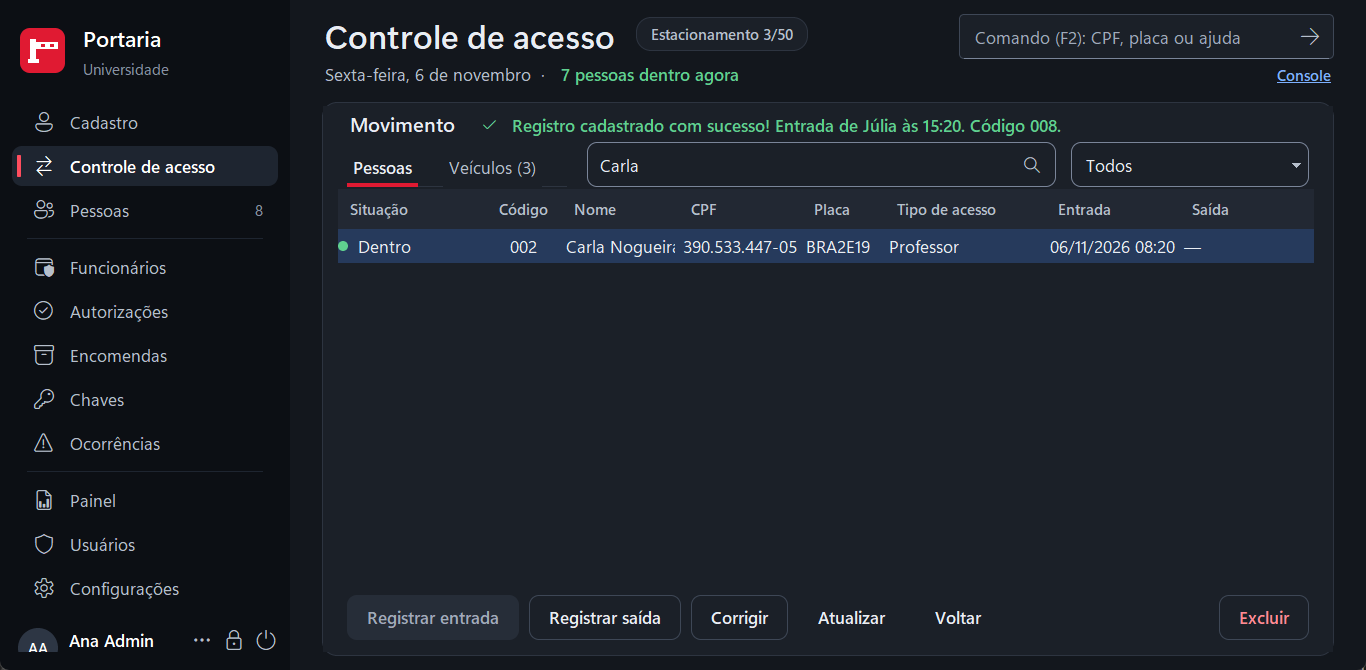 Portaria
Universidade
Cadastro
Controle de acesso
Pessoas 8
Funcionários
Autorizações
Encomendas
Chaves
Ocorrências
Painel
Usuários
Configurações
AA Ana Admin ···
Controle de acesso
Estacionamento 3/50
Comando (F2): CPF, placa ou ajuda
Sexta-feira, 6 de novembro · 7 pessoas dentro agora
Console
Movimento
Registro cadastrado com sucesso! Entrada de Júlia às 15:20. Código 008.
Pessoas Veículos (3)
Carla
Todos
Situação Código Nome CPF Placa Tipo de acesso Entrada Saída
Dentro 002 Carla Nogueira 390.533.447-05 BRA2E19 Professor 06/11/2026 08:20 —
Registrar entrada Registrar saída Corrigir Atualizar Voltar Excluir